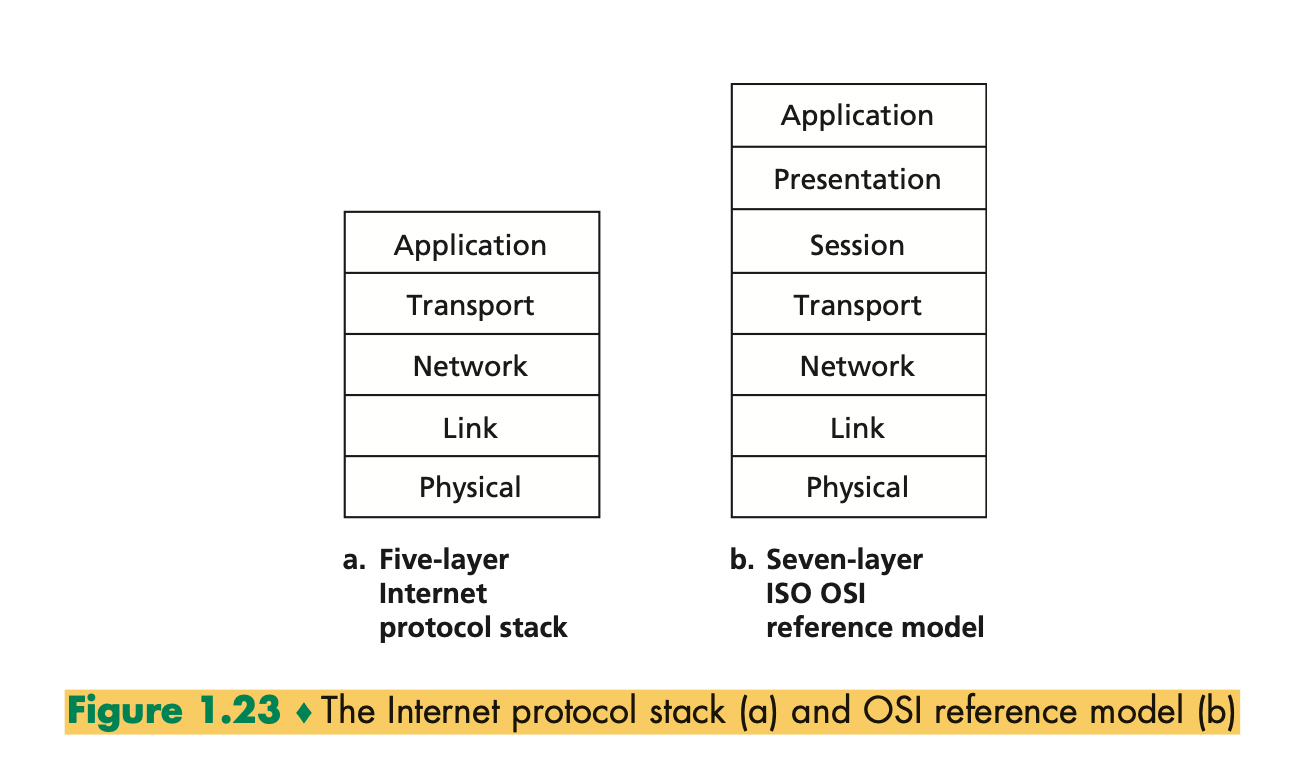 Application
Transport
Network
Link
Physical
a. Five-layer
Internet
protocol stack
Application
Presentation
Session
Transport
Network
Link
Physical
b. Seven-layer
ISO OSI
reference model
Figure 1.23 ♦ The Internet protocol stack (a) and OSI reference model (b)